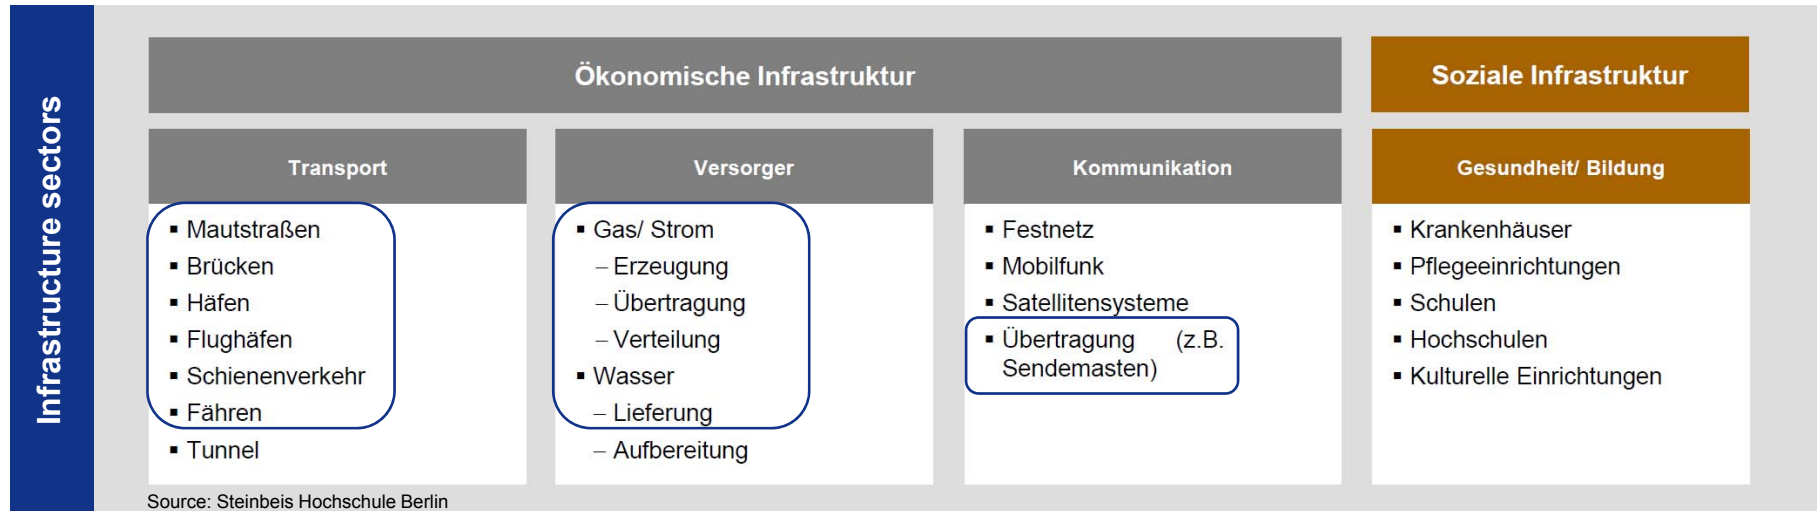 Infrastructure sectors
Ökonomische Infrastruktur
Soziale Infrastruktur
Transport
▪ Mautstraßen
▪ Brücken
▪ Häfen
▪ Flughäfen
▪ Schienenverkehr
▪ Fähren
▪ Tunnel
Versorger
▪ Gas/ Strom
– Erzeugung
– Übertragung
– Verteilung
▪ Wasser
– Lieferung
– Aufbereitung
Kommunikation
▪ Festnetz
▪ Mobilfunk
▪ Satellitensysteme
▪ Übertragung (z.B.
Sendemasten)
Gesundheit/ Bildung
▪ Krankenhäuser
▪ Pflegeeinrichtungen
▪ Schulen
▪ Hochschulen
▪ Kulturelle Einrichtungen
Source: Steinbeis Hochschule Berlin